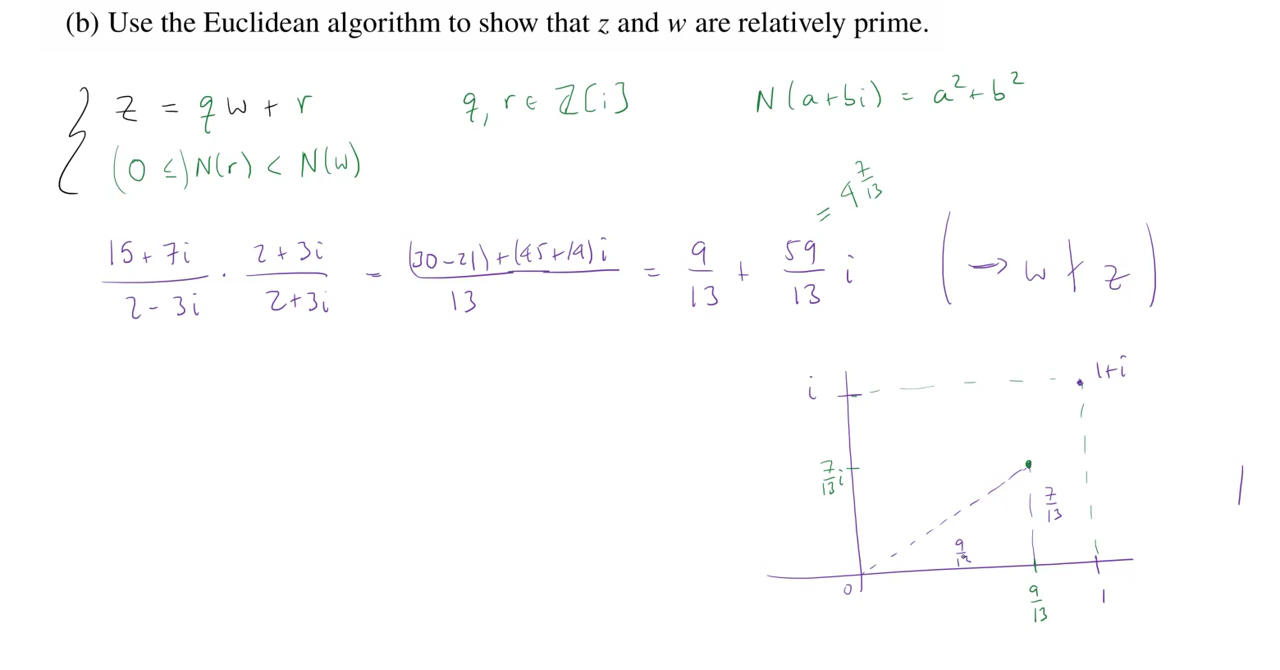 (b) Use the Euclidean algorithm to show that z and w are relatively prime.
z = qw + r    q, r ∈ ℤ[i]    N(a+bi) = a²+b²
(0 ≤) N(r) < N(w)
= 4 7/13
(15+7i)/(2-3i) · (2+3i)/(2+3i) = ((30-21)+(45+14)i)/13 = 9/13 + 59/13 i    (→ w ∤ z)
i    1+i
7/13 i    7/13
9/13
0    9/13    1